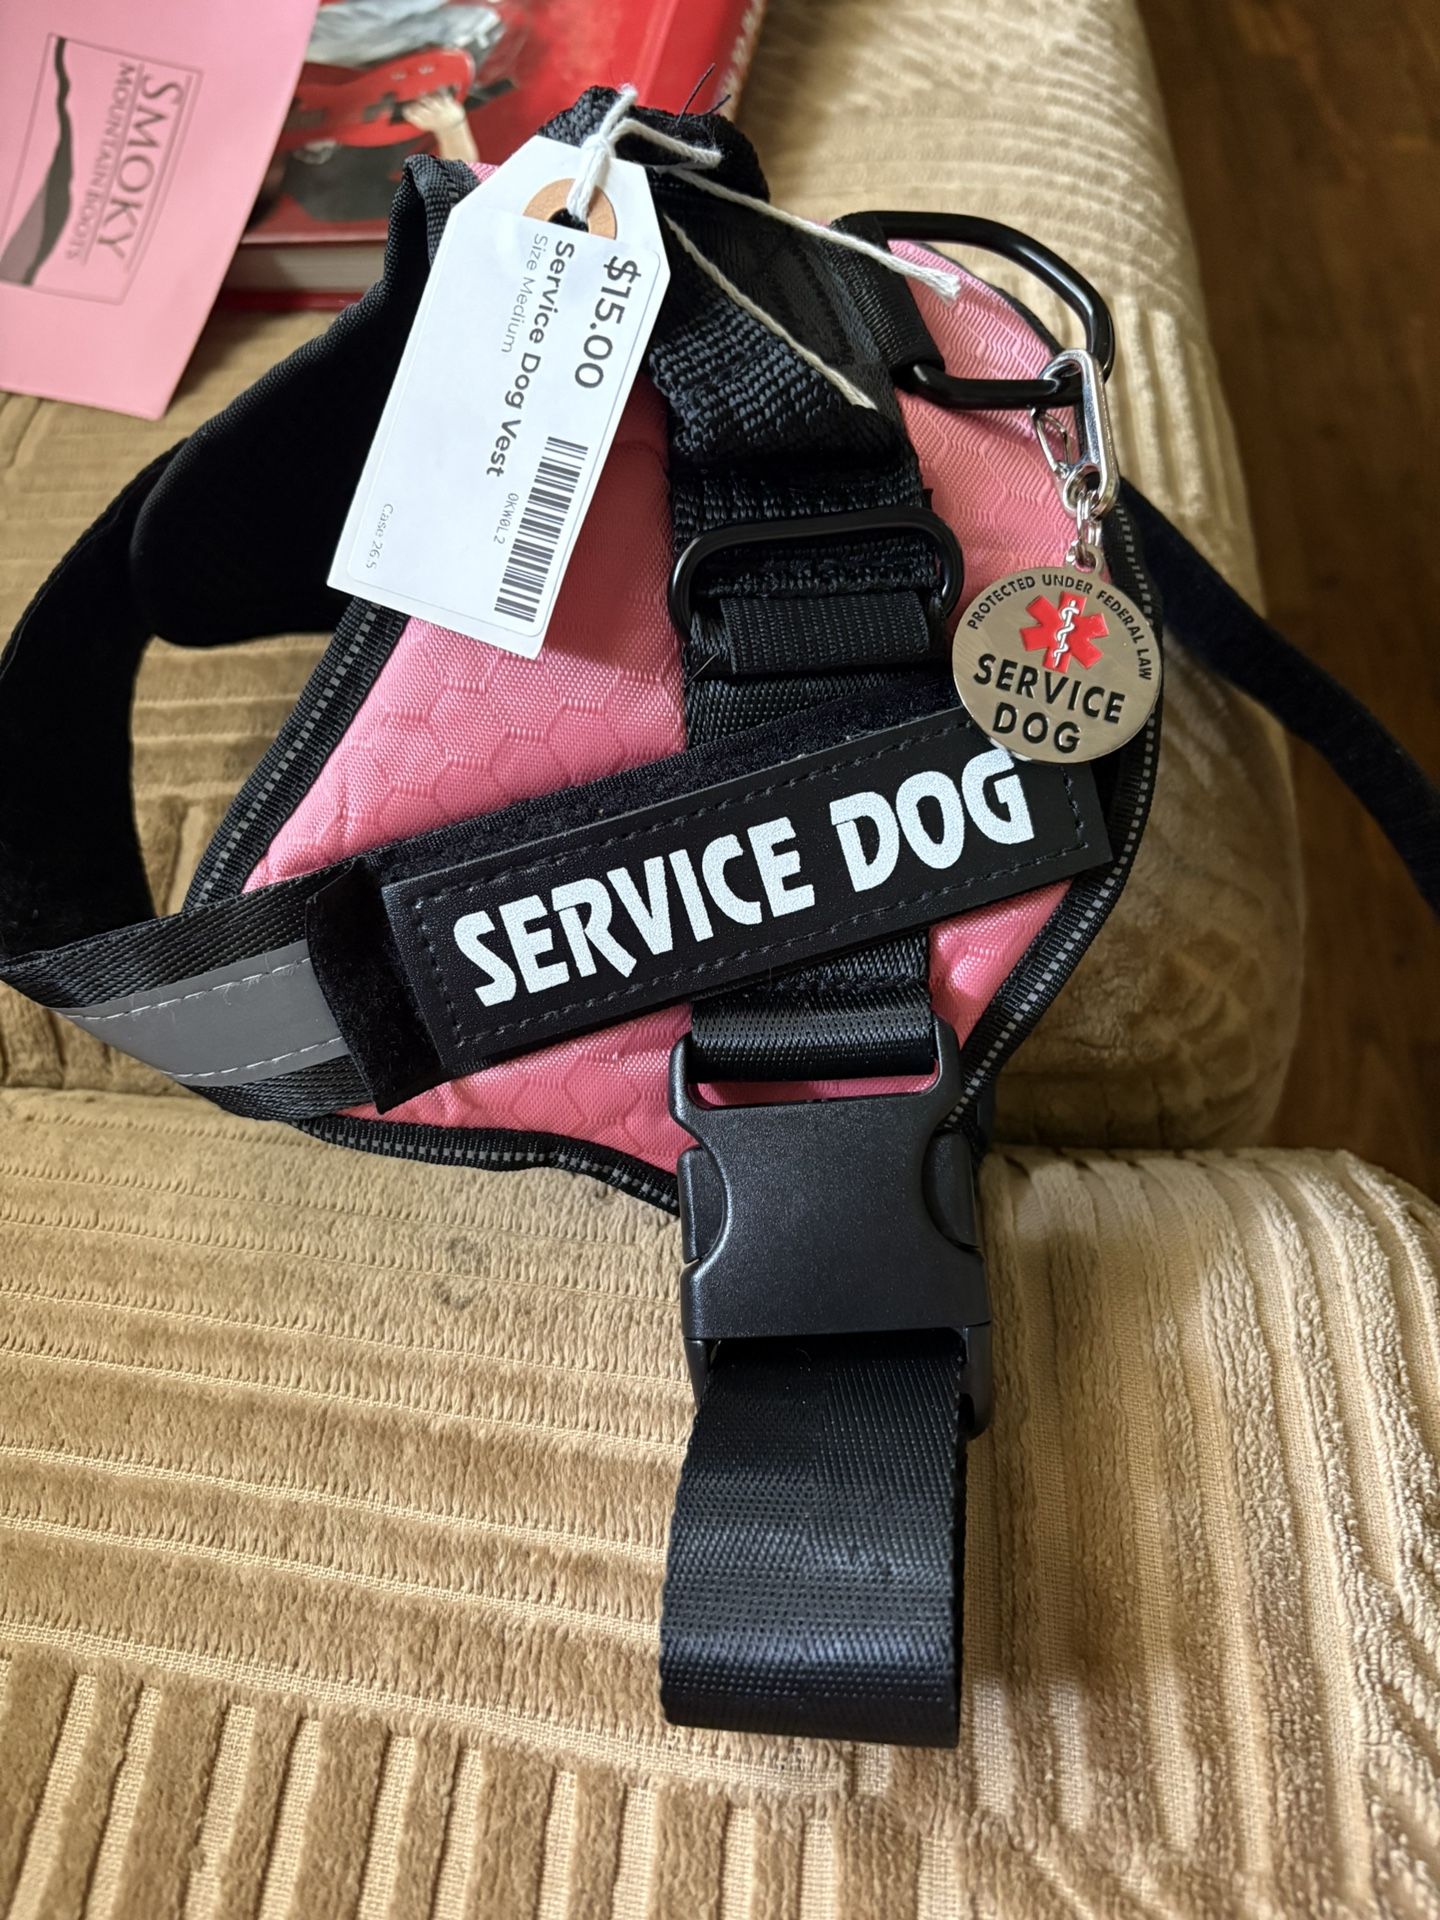 SMOKY
MOUNTAIN BOOTS
$15.00
Service Dog Vest
Size Medium
0KW0L2
Case 26.5
PROTECTED UNDER FEDERAL LAW
SERVICE
DOG
SERVICE DOG